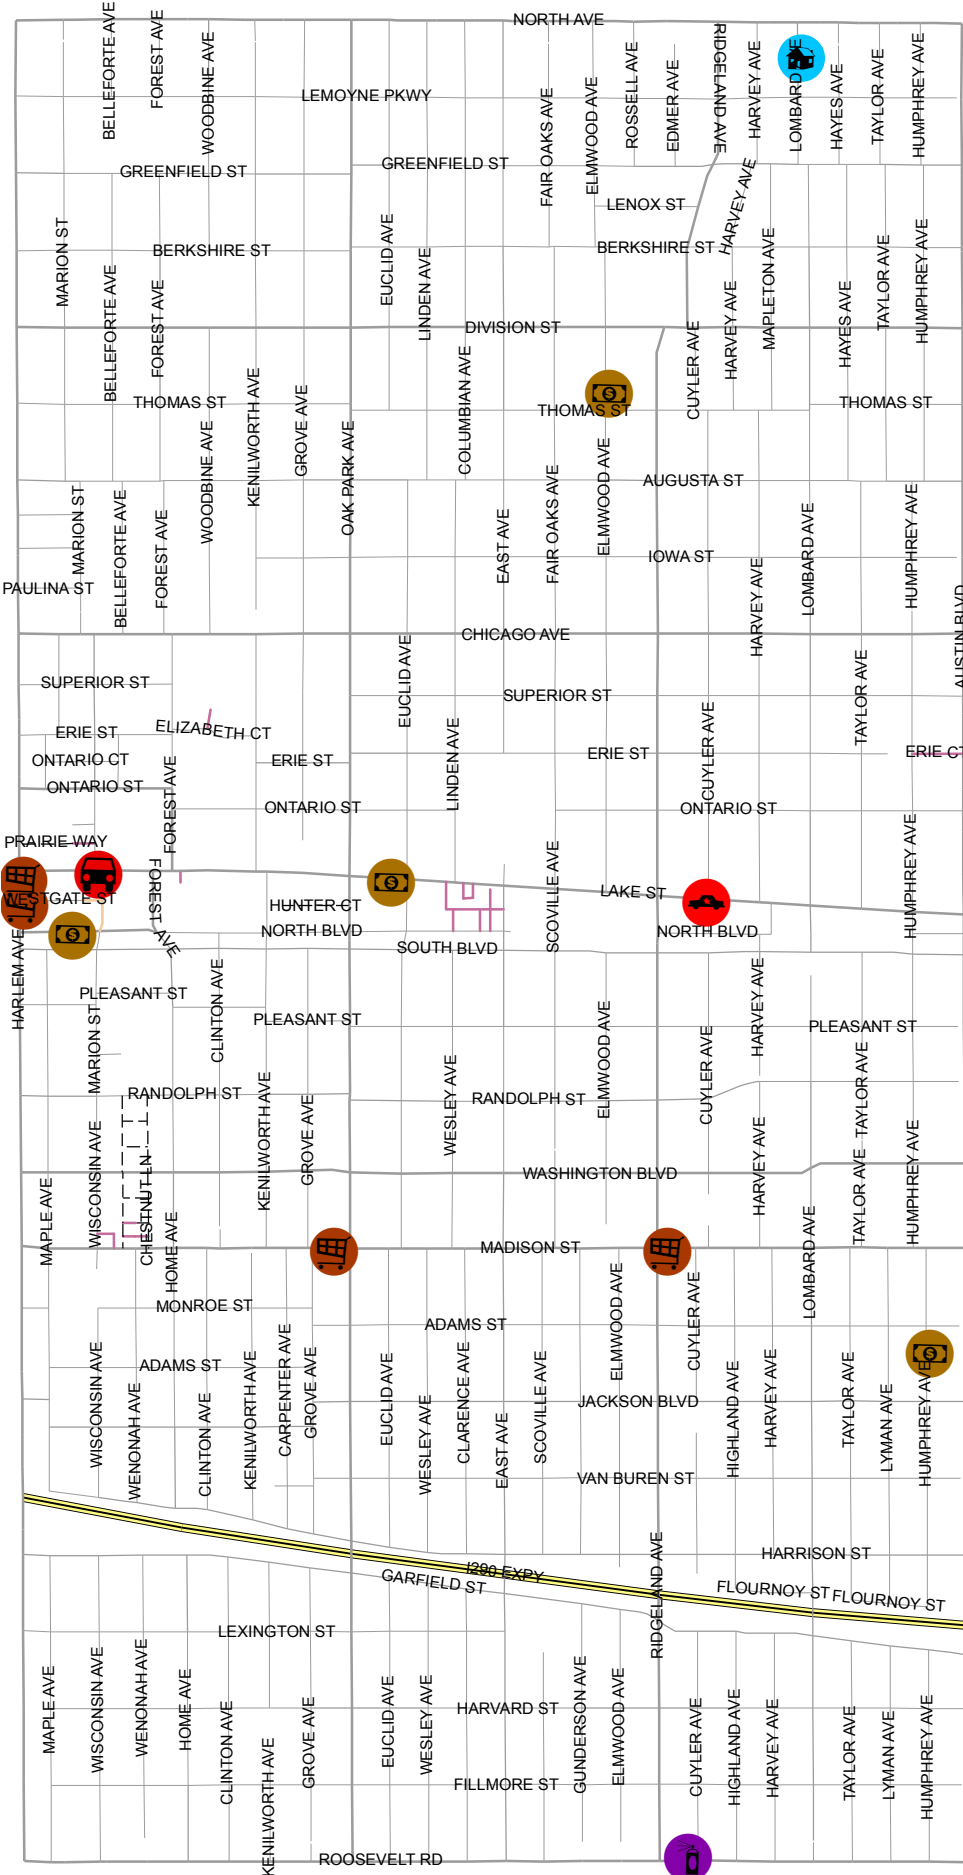 NORTH AVE
BELLEFORTE AVE
FOREST AVE
WOODBINE AVE
LEMOYNE PKWY
FAIR OAKS AVE
ELMWOOD AVE
ROSSELL AVE
EDMER AVE
RIDGELAND AVE
HARVEY AVE
LOMBARD AVE
HAYES AVE
TAYLOR AVE
HUMPHREY AVE
GREENFIELD ST
GREENFIELD ST
LENOX ST
HARVEY AVE
MARION ST
BERKSHIRE ST
BERKSHIRE ST
EUCLID AVE
LINDEN AVE
MAPLETON AVE
TAYLOR AVE
HUMPHREY AVE
BELLEFORTE AVE
FOREST AVE
HARVEY AVE
HAYES AVE
DIVISION ST
CUYLER AVE
COLUMBIAN AVE
THOMAS ST
THOMAS ST
THOMAS ST
KENILWORTH AVE
GROVE AVE
WOODBINE AVE
OAK PARK AVE
ELMWOOD AVE
AUGUSTA ST
MARION ST
BELLEFORTE AVE
FOREST AVE
EAST AVE
FAIR OAKS AVE
IOWA ST
LOMBARD AVE
HUMPHREY AVE
HARVEY AVE
PAULINA ST
AUSTIN BLVD
CHICAGO AVE
EUCLID AVE
TAYLOR AVE
SUPERIOR ST
SUPERIOR ST
CUYLER AVE
LINDEN AVE
ERIE ST
ELIZABETH CT
ONTARIO CT
ERIE ST
ERIE ST
ERIE CT
ONTARIO ST
FOREST AVE
ONTARIO ST
ONTARIO ST
PRAIRIE WAY
SCOVILLE AVE
HUMPHREY AVE
FOREST AVE
LAKE ST
WESTGATE ST
HUNTER CT
NORTH BLVD
NORTH BLVD
SOUTH BLVD
HARLEM AVE
CLINTON AVE
HARVEY AVE
PLEASANT ST
PLEASANT ST
PLEASANT ST
MARION ST
ELMWOOD AVE
CUYLER AVE
TAYLOR AVE
WESLEY AVE
KENILWORTH AVE
GROVE AVE
RANDOLPH ST
RANDOLPH ST
HARVEY AVE
TAYLOR AVE
HUMPHREY AVE
WISCONSIN AVE
WASHINGTON BLVD
MAPLE AVE
CHESTNUT LN
HOME AVE
LOMBARD AVE
MADISON ST
ELMWOOD AVE
CUYLER AVE
MONROE ST
ADAMS ST
ADAMS ST
CARPENTER AVE
WISCONSIN AVE
WENONAH AVE
CLINTON AVE
KENILWORTH AVE
GROVE AVE
EUCLID AVE
WESLEY AVE
CLARENCE AVE
EAST AVE
SCOVILLE AVE
JACKSON BLVD
HIGHLAND AVE
HARVEY AVE
TAYLOR AVE
LYMAN AVE
HUMPHREY AVE
VAN BUREN ST
RIDGELAND AVE
HARRISON ST
I290 EXPY
GARFIELD ST
FLOURNOY ST
FLOURNOY ST
LEXINGTON ST
MAPLE AVE
WISCONSIN AVE
WENONAH AVE
HOME AVE
CLINTON AVE
KENILWORTH AVE
GROVE AVE
EUCLID AVE
WESLEY AVE
HARVARD ST
GUNDERSON AVE
ELMWOOD AVE
CUYLER AVE
HIGHLAND AVE
HARVEY AVE
TAYLOR AVE
LYMAN AVE
HUMPHREY AVE
FILLMORE ST
ROOSEVELT RD